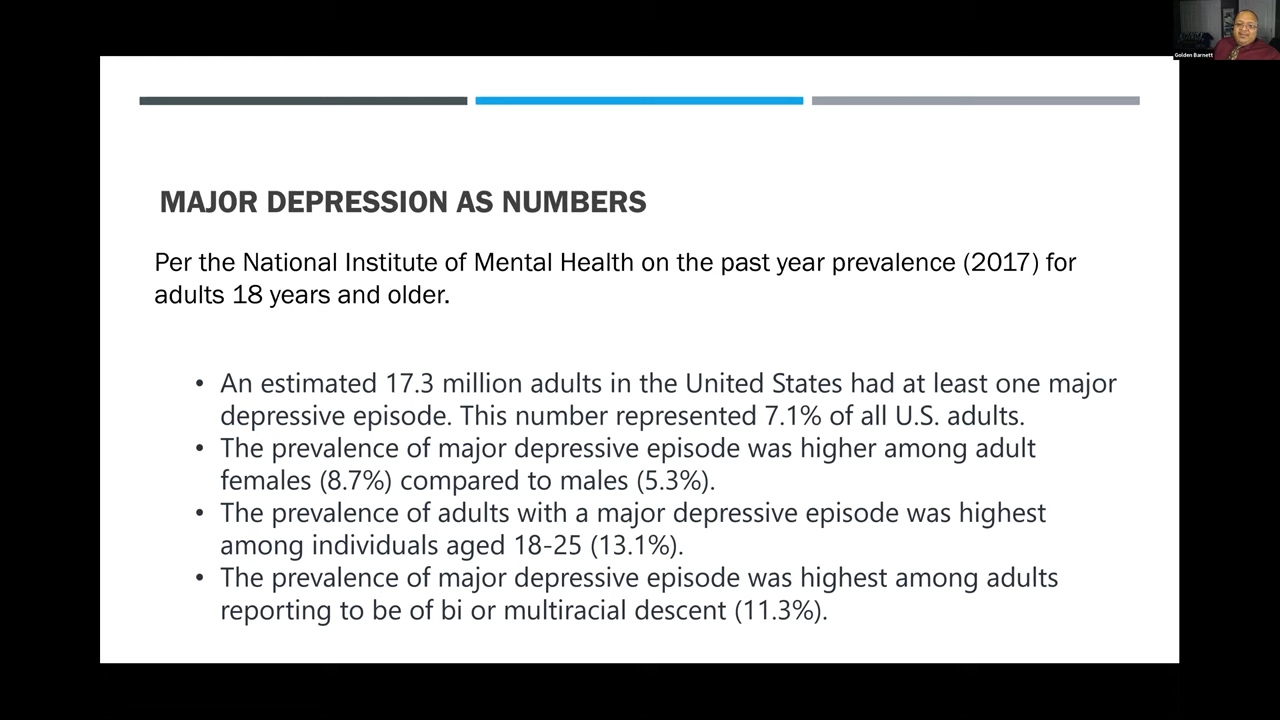 Golden Barnett
MAJOR DEPRESSION AS NUMBERS
Per the National Institute of Mental Health on the past year prevalence (2017) for
adults 18 years and older.
• An estimated 17.3 million adults in the United States had at least one major
depressive episode. This number represented 7.1% of all U.S. adults.
• The prevalence of major depressive episode was higher among adult
females (8.7%) compared to males (5.3%).
• The prevalence of adults with a major depressive episode was highest
among individuals aged 18-25 (13.1%).
• The prevalence of major depressive episode was highest among adults
reporting to be of bi or multiracial descent (11.3%).